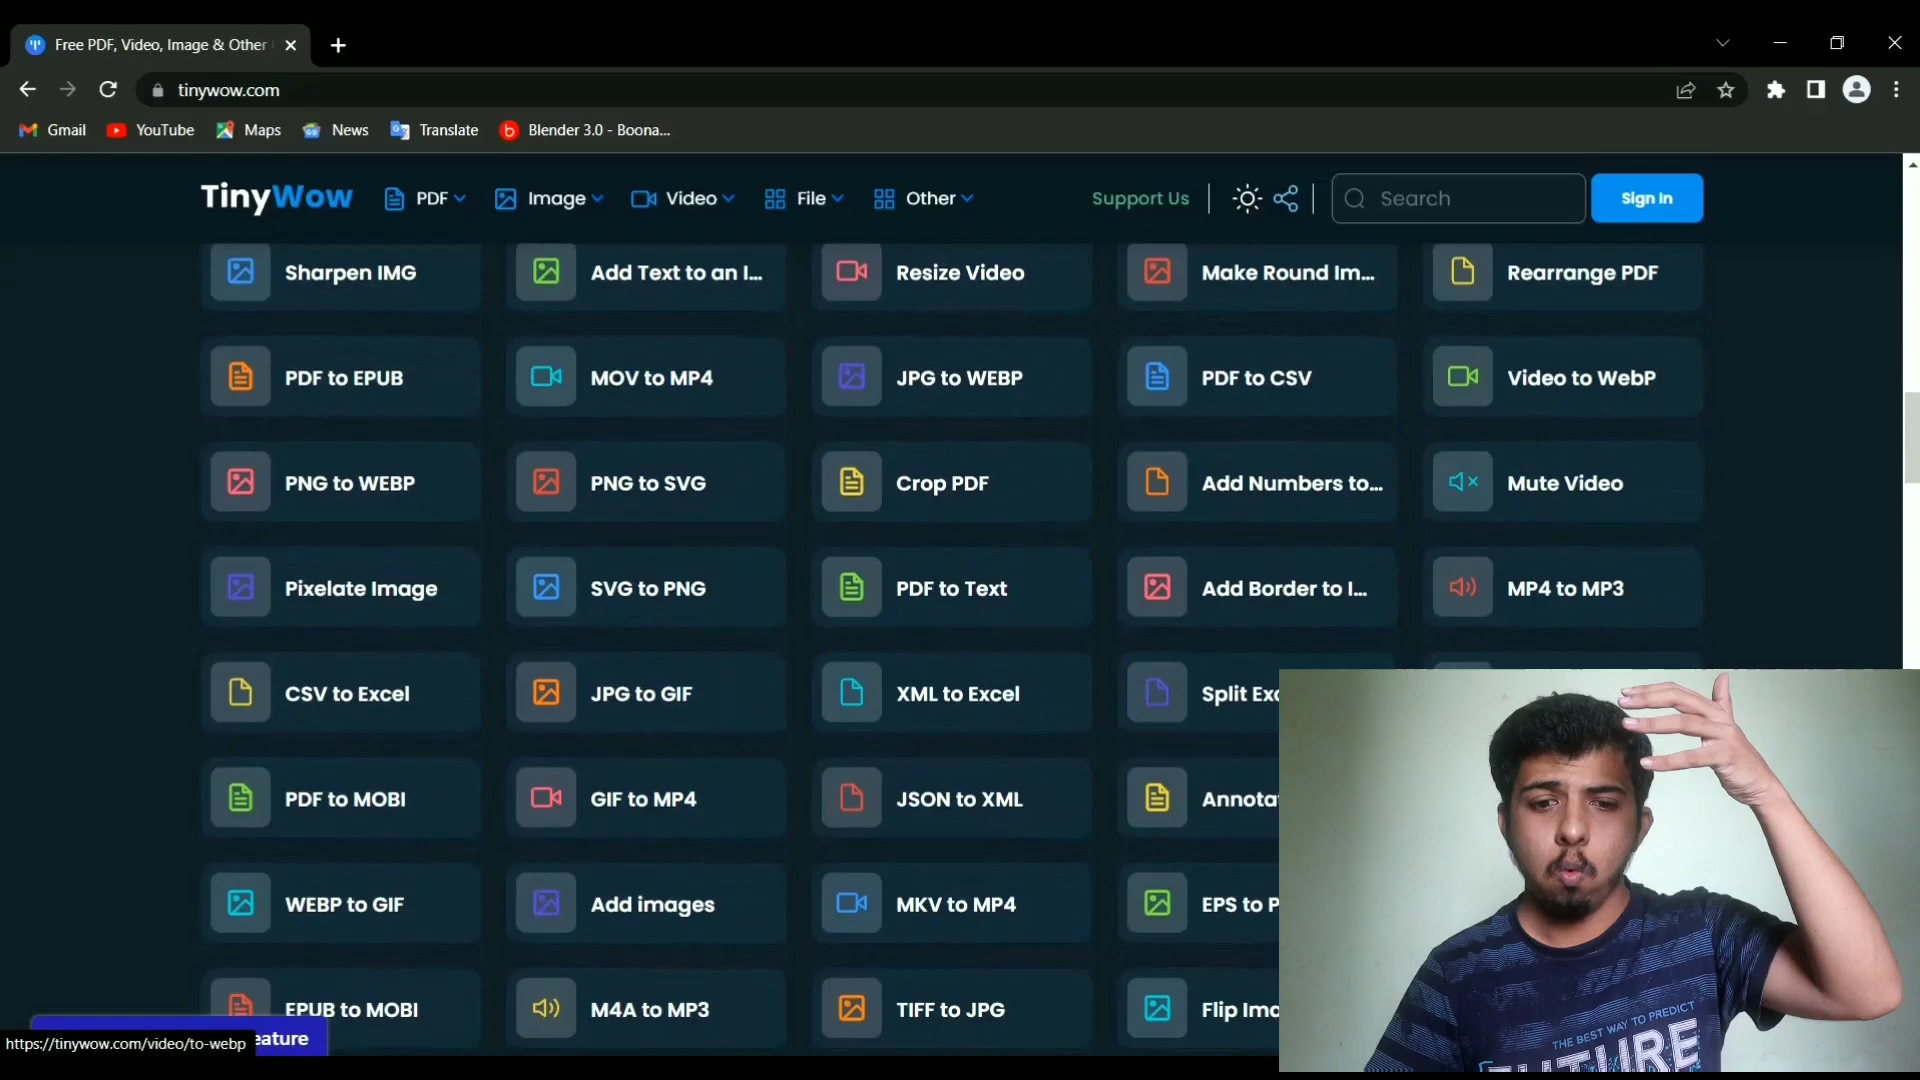 Free PDF, Video, Image & Other
tinywow.com
Gmail YouTube Maps News Translate Blender 3.0 - Boona...
TinyWow PDF Image Video File Other Support Us Search Sign In
Sharpen IMG Add Text to an I... Resize Video Make Round Im... Rearrange PDF
PDF to EPUB MOV to MP4 JPG to WEBP PDF to CSV Video to WebP
PNG to WEBP PNG to SVG Crop PDF Add Numbers to... Mute Video
Pixelate Image SVG to PNG PDF to Text Add Border to I... MP4 to MP3
CSV to Excel JPG to GIF XML to Excel Split Exc
PDF to MOBI GIF to MP4 JSON to XML Annota
WEBP to GIF Add images MKV to MP4 EPS to P
EPUB to MOBI M4A to MP3 TIFF to JPG Flip Ima
eature
https://tinywow.com/video/to-webp
THE BEST WAY TO PREDICT
FUTURE